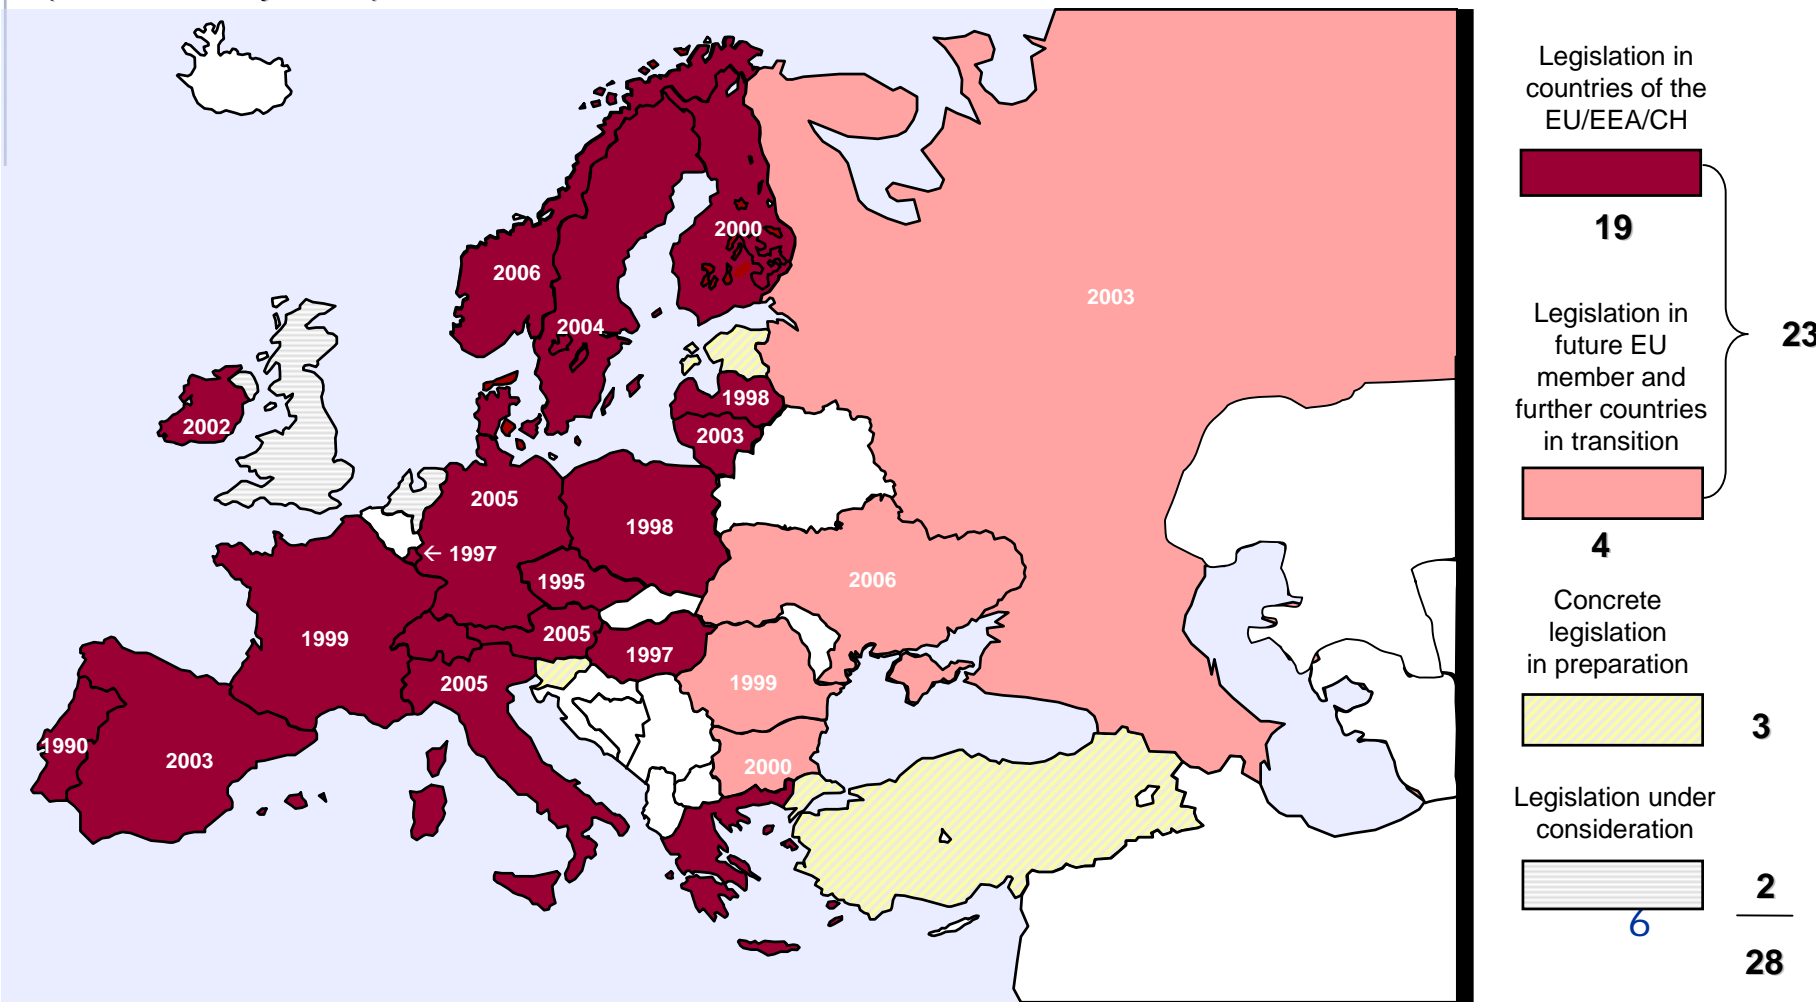 2000
2006
2003
2004
1998
2002
2003
2005
1998
← 1997
1995
2006
2005
1999
1997
2005
1999
1990
2003
2000
Legislation in
countries of the
EU/EEA/CH
19
Legislation in
future EU
member and
further countries
in transition
23
4
Concrete
legislation
in preparation
3
Legislation under
consideration
2
6
28